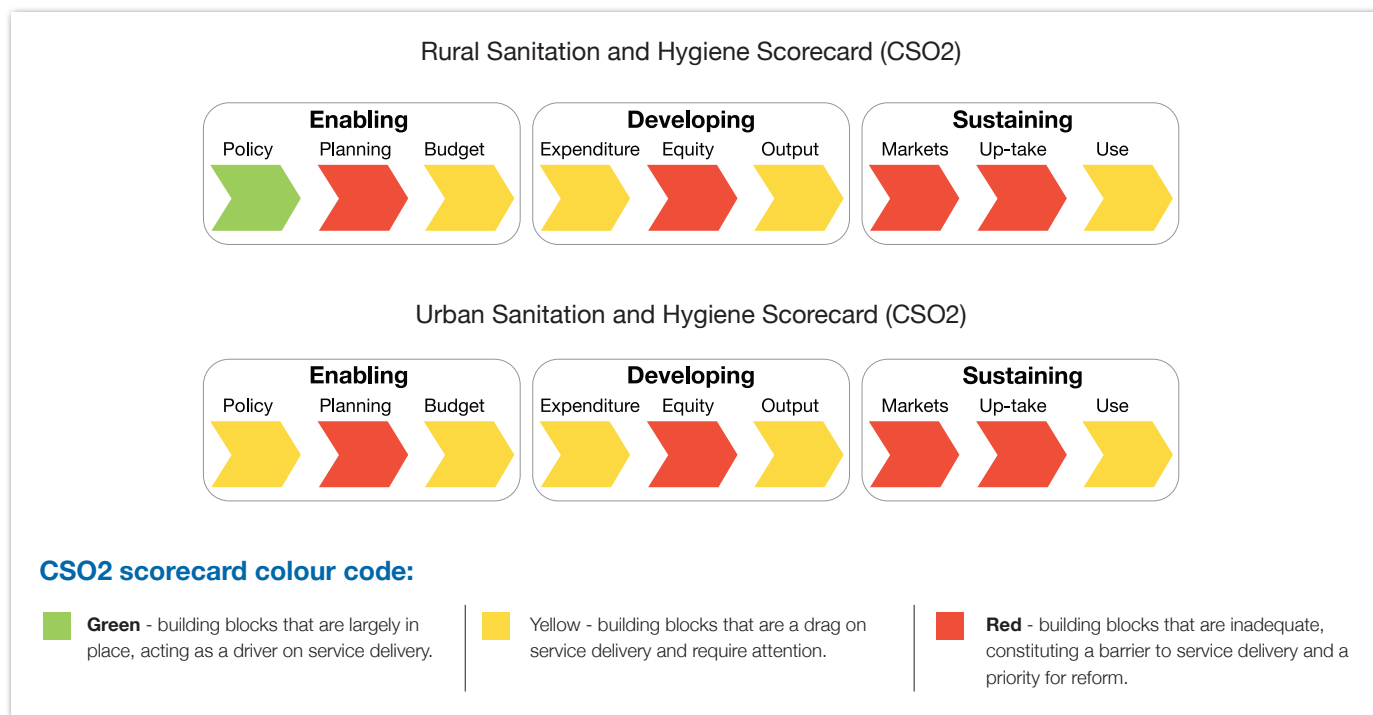 Rural Sanitation and Hygiene Scorecard (CSO2)
Enabling
Developing
Sustaining
Policy Planning Budget
Expenditure Equity Output
Markets Up-take Use
Urban Sanitation and Hygiene Scorecard (CSO2)
Enabling
Developing
Sustaining
Policy Planning Budget
Expenditure Equity Output
Markets Up-take Use
CSO2 scorecard colour code:
Green - building blocks that are largely in
place, acting as a driver on service delivery.
Yellow - building blocks that are a drag on
service delivery and require attention.
Red - building blocks that are inadequate,
constituting a barrier to service delivery and a
priority for reform.